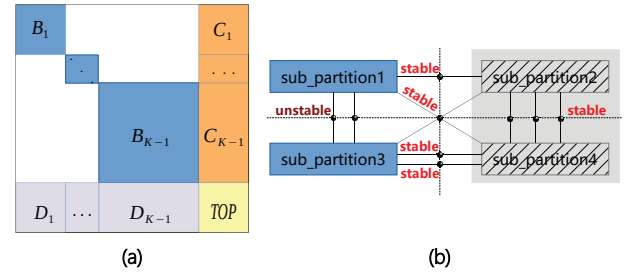 B1
C1
. . .
. . .
BK−1
CK−1
D1
. . .
DK−1
TOP
(a)
sub_partition1
stable
sub_partition2
stable
unstable
stable
sub_partition3
stable
stable
sub_partition4
(b)